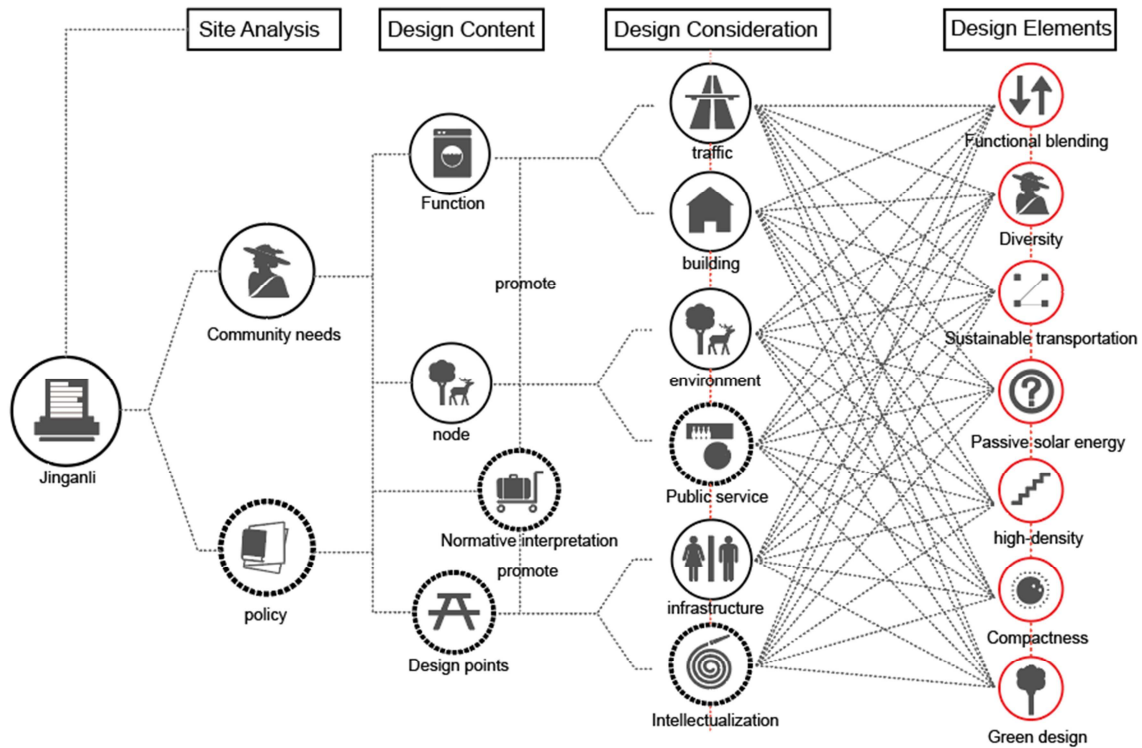 Site Analysis
Design Content
Design Consideration
Design Elements
Jinganli
Community needs
policy
Function
promote
node
Normative interpretation
promote
Design points
traffic
building
environment
Public service
infrastructure
Intellectualization
Functional blending
Diversity
Sustainable transportation
Passive solar energy
high-density
Compactness
Green design